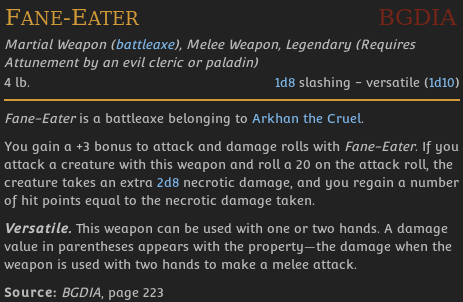 FANE-EATER BGDIA
Martial Weapon (battleaxe), Melee Weapon, Legendary (Requires
Attunement by an evil cleric or paladin)
4 lb. 1d8 slashing - versatile (1d10)
Fane-Eater is a battleaxe belonging to Arkhan the Cruel.
You gain a +3 bonus to attack and damage rolls with Fane-Eater. If you
attack a creature with this weapon and roll a 20 on the attack roll, the
creature takes an extra 2d8 necrotic damage, and you regain a number
of hit points equal to the necrotic damage taken.
Versatile. This weapon can be used with one or two hands. A damage
value in parentheses appears with the property—the damage when the
weapon is used with two hands to make a melee attack.
Source: BGDIA, page 223